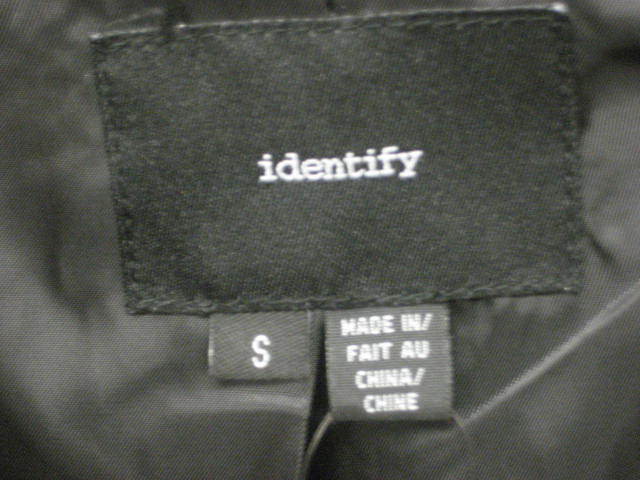 identify
S
MADE IN/
FAIT AU
CHINA/
CHINE